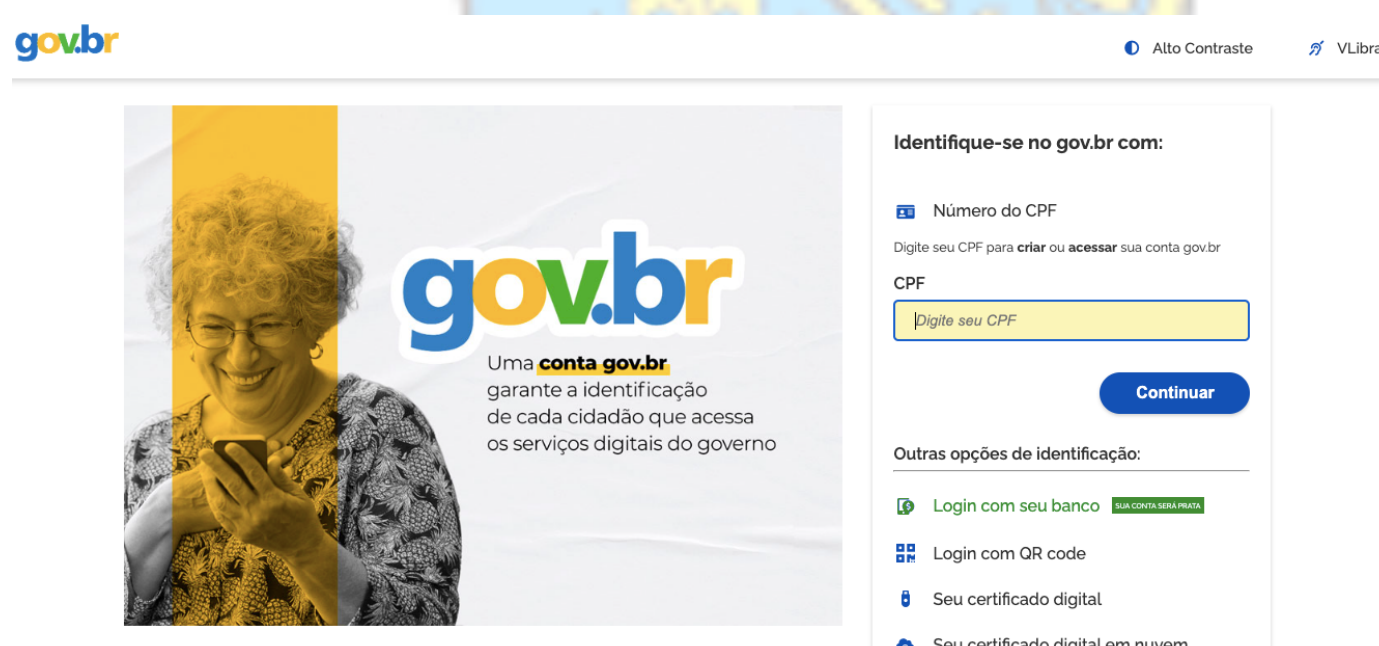 gov.br
Alto Contraste
gov.br
Uma conta gov.br
garante a identificação
de cada cidadão que acessa
os serviços digitais do governo
Identifique-se no gov.br com:
Número do CPF
Digite seu CPF para criar ou acessar sua conta gov.br
CPF
Digite seu CPF
Continuar
Outras opções de identificação:
Login com seu banco SUA CONTA SERÁ PRATA
Login com QR code
Seu certificado digital
Seu certificado digital em nuvem